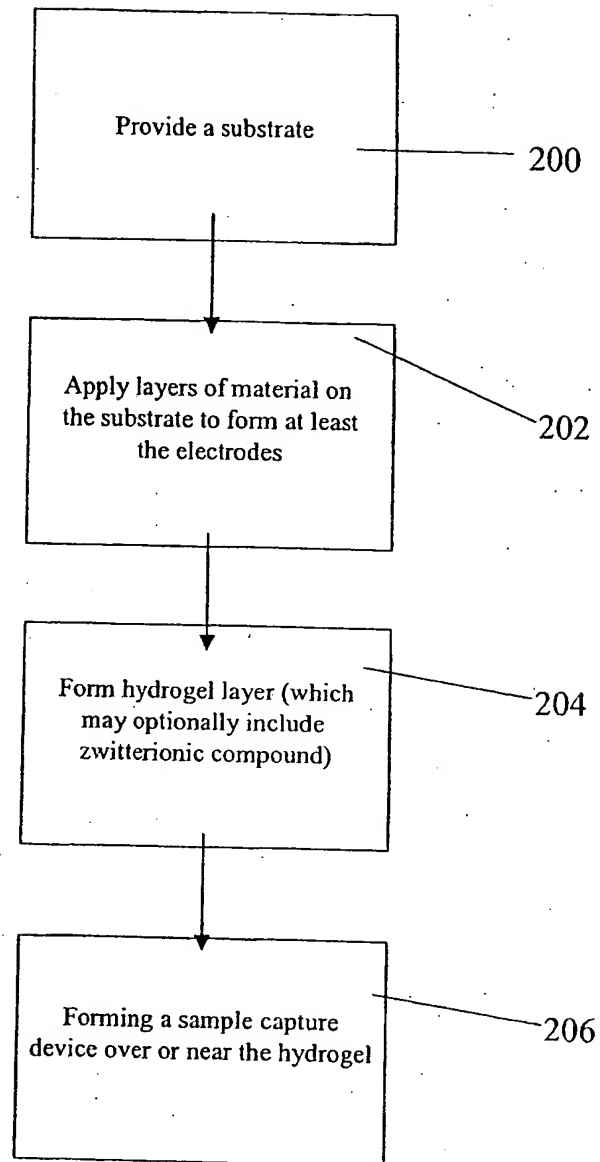 Provide a substrate
200
Apply layers of material on
the substrate to form at least
the electrodes
202
Form hydrogel layer (which
may optionally include
zwitterionic compound)
204
Forming a sample capture
device over or near the hydrogel
206